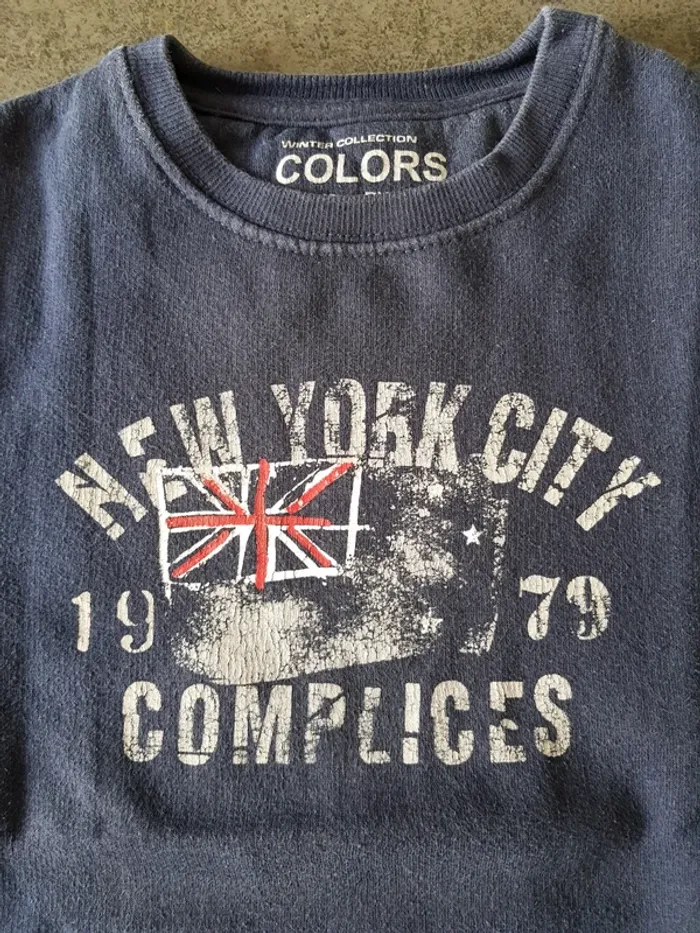 WINTER COLLECTION
COLORS
NEW YORK CITY
19 79
COMPLICES